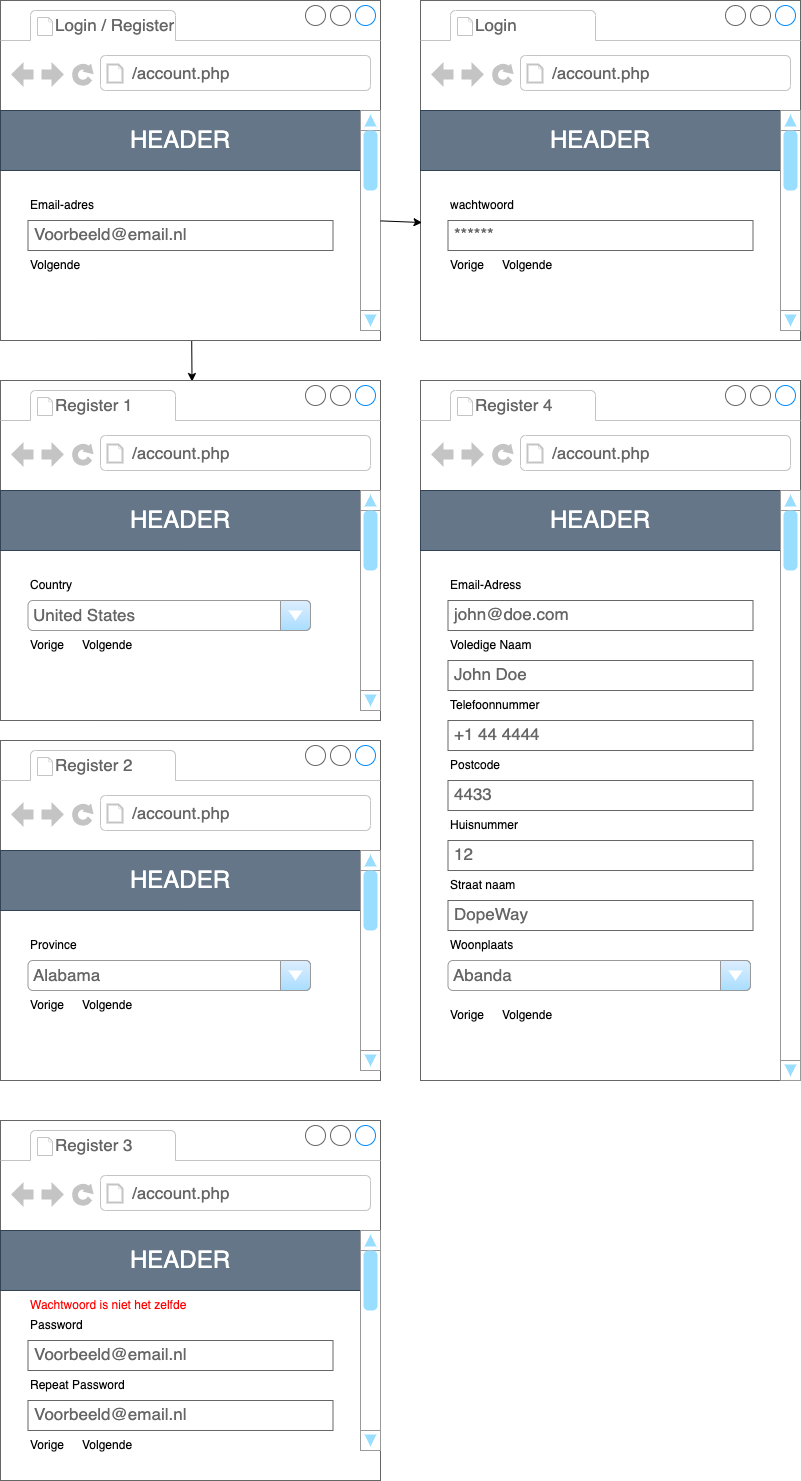 Login / Register
/account.php
HEADER
Email-adres
Voorbeeld@email.nl
Volgende
Login
/account.php
HEADER
wachtwoord
******
Vorige Volgende
Register 1
/account.php
HEADER
Country
United States
Vorige Volgende
Register 2
/account.php
HEADER
Province
Alabama
Vorige Volgende
Register 4
/account.php
HEADER
Email-Adress
john@doe.com
Voledige Naam
John Doe
Telefoonnummer
+1 44 4444
Postcode
4433
Huisnummer
12
Straat naam
DopeWay
Woonplaats
Abanda
Vorige Volgende
Register 3
/account.php
HEADER
Wachtwoord is niet het zelfde
Password
Voorbeeld@email.nl
Repeat Password
Voorbeeld@email.nl
Vorige Volgende